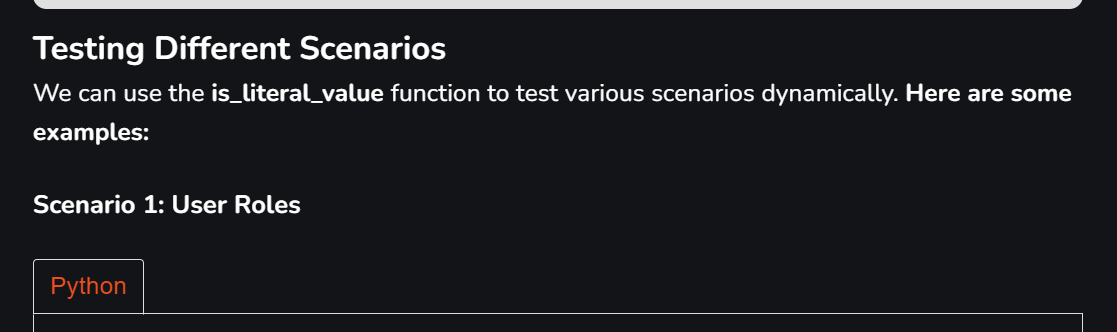 Testing Different Scenarios
We can use the is_literal_value function to test various scenarios dynamically. Here are some
examples:
Scenario 1: User Roles
Python